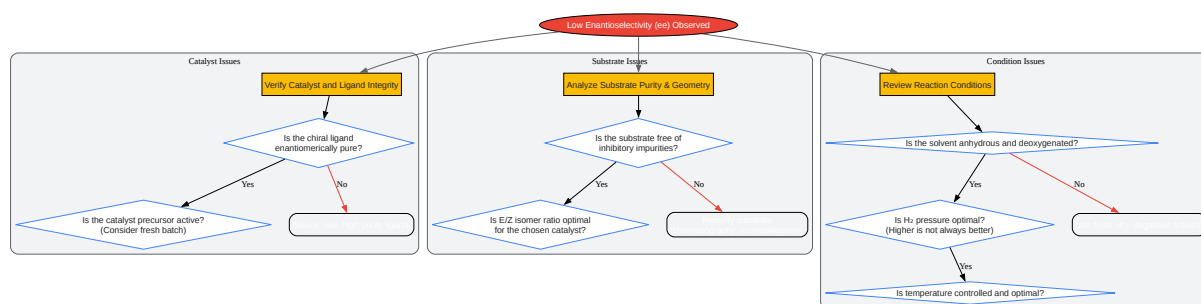 Low Enantioselectivity (ee) Observed
Catalyst Issues
Substrate Issues
Condition Issues
Verify Catalyst and Ligand Integrity
Analyze Substrate Purity & Geometry
Review Reaction Conditions
Is the chiral ligand
enantiomerically pure?
Is the substrate free of
inhibitory impurities?
Is the solvent anhydrous and deoxygenated?
Yes
No
Yes
No
Yes
No
Is the catalyst precursor active?
(Consider fresh batch)
Is E/Z isomer ratio optimal
for the chosen catalyst?
Is H₂ pressure optimal?
(Higher is not always better)
Yes
Is temperature controlled and optimal?